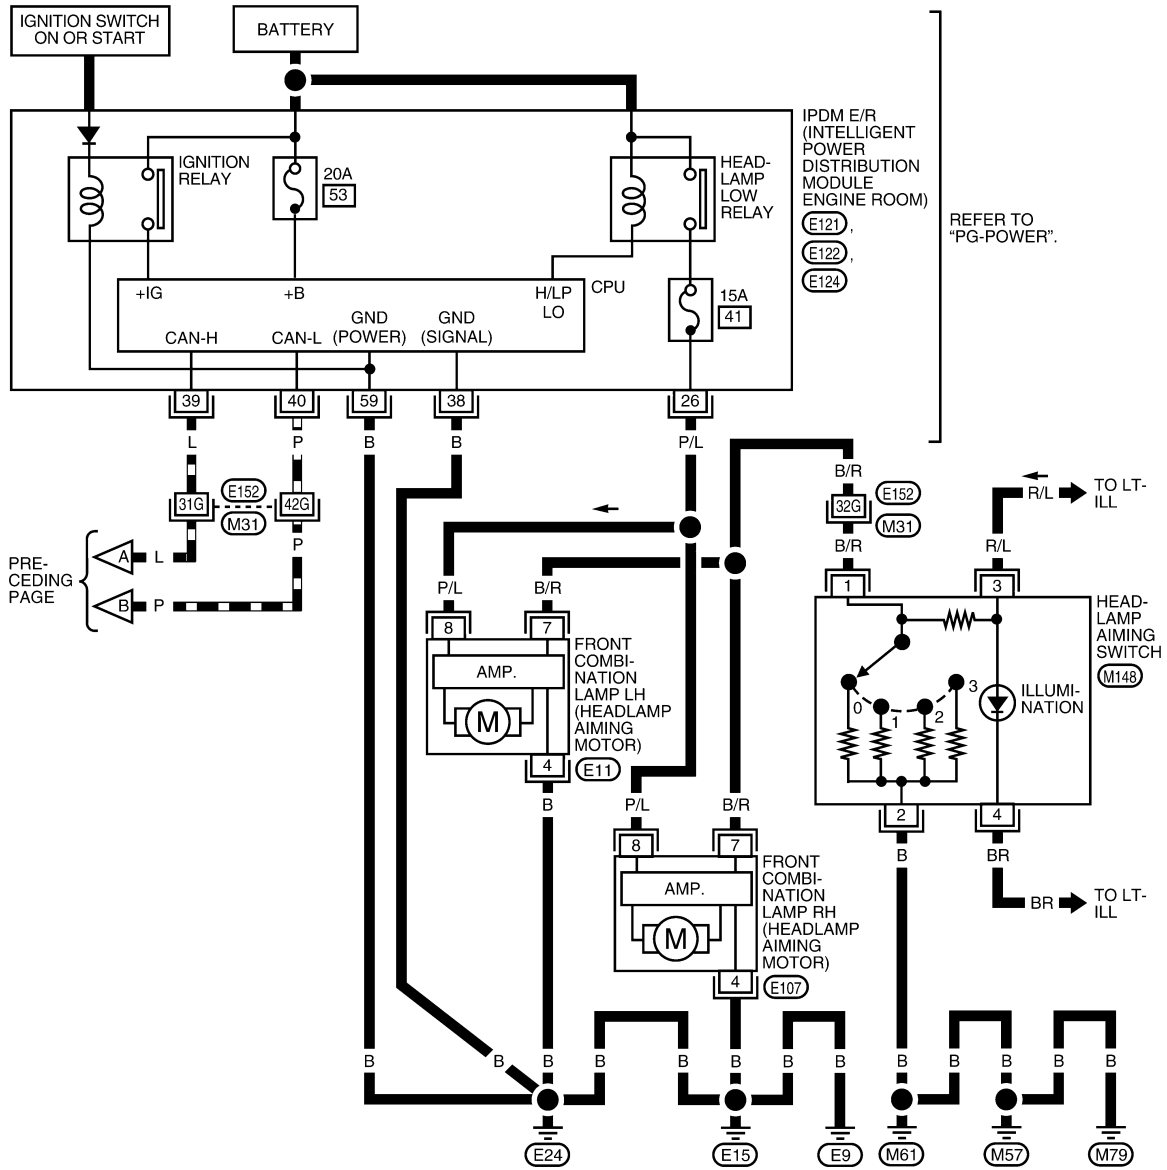 IGNITION SWITCH
ON OR START
BATTERY
IPDM E/R
(INTELLIGENT
POWER
DISTRIBUTION
MODULE
ENGINE ROOM)
E121 ,
E122 ,
E124
REFER TO
“PG-POWER”.
IGNITION
RELAY
20A
53
HEAD-
LAMP
LOW
RELAY
15A
41
+IG
+B
H/LP
LO
CPU
CAN-H
CAN-L
GND
(POWER)
GND
(SIGNAL)
39
40
59
38
26
L
P
B
B
P/L
31G
E152
M31
42G
P
PRE-
CEDING
PAGE
A
L
B
P
B/R
32G
E152
M31
B/R
R/L
TO LT-
ILL
R/L
P/L
B/R
8
7
AMP.
M
4
FRONT
COMBI-
NATION
LAMP LH
(HEADLAMP
AIMING
MOTOR)
E11
B
1
3
HEAD-
LAMP
AIMING
SWITCH
M148
0
1
2
3
ILLUMI-
NATION
2
4
B
BR
BR
TO LT-
ILL
P/L
B/R
8
7
AMP.
M
4
FRONT
COMBI-
NATION
LAMP RH
(HEADLAMP
AIMING
MOTOR)
E107
B
B
B
B
B
B
B
B
B
B
B
B
B
E24
E15
E9
M61
M57
M79